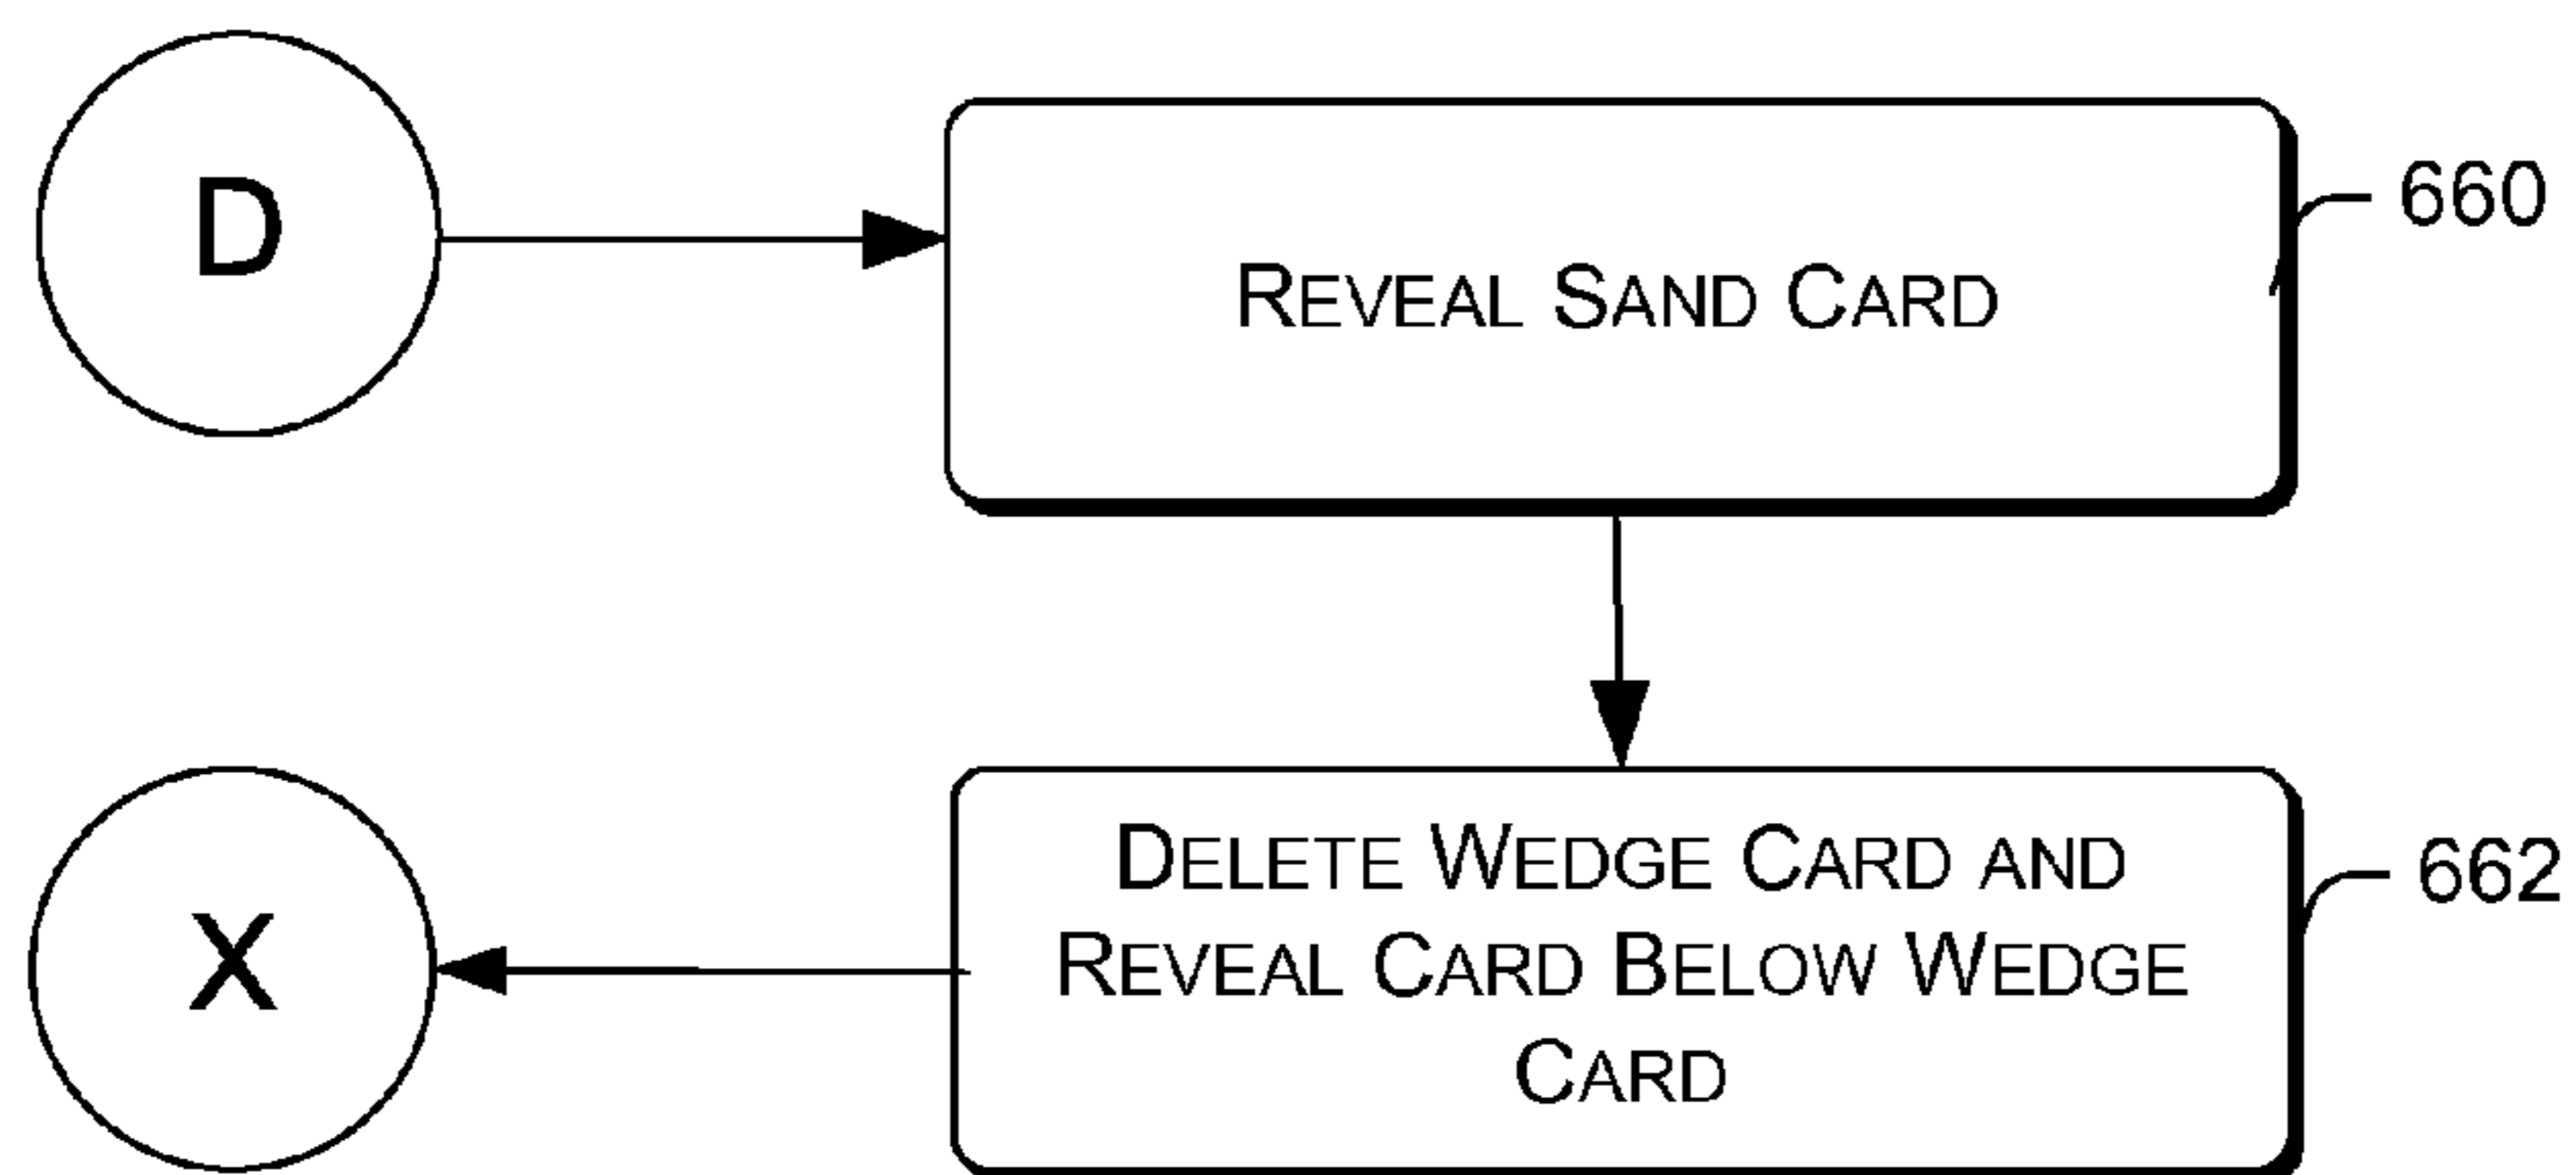 D
REVEAL SAND CARD
660
DELETE WEDGE CARD AND
REVEAL CARD BELOW WEDGE
CARD
662
X